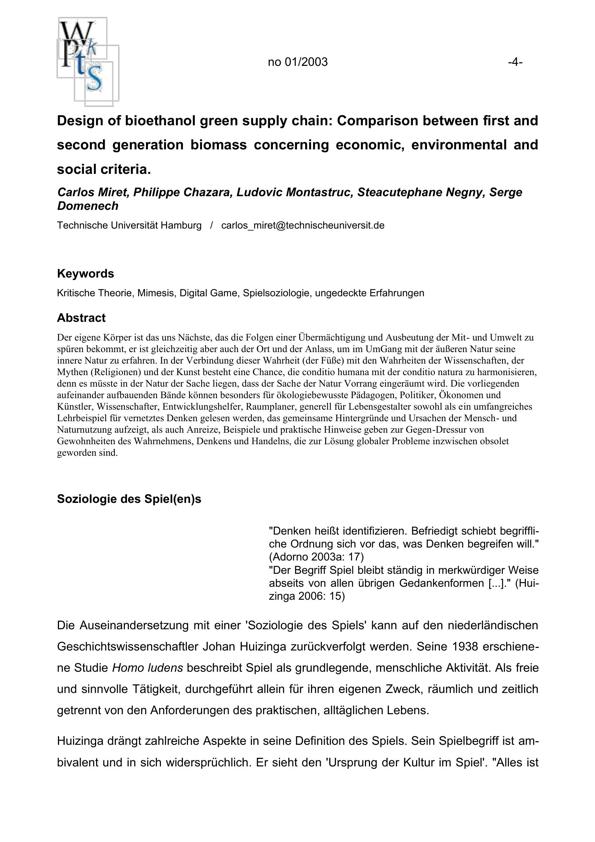 W
P k
t s
S
no 01/2003 -4-
Design of bioethanol green supply chain: Comparison between first and
second generation biomass concerning economic, environmental and
social criteria.
Carlos Miret, Philippe Chazara, Ludovic Montastruc, Steacutephane Negny, Serge
Domenech
Technische Universität Hamburg / carlos_miret@technischeuniversit.de
Keywords
Kritische Theorie, Mimesis, Digital Game, Spielsoziologie, ungedeckte Erfahrungen
Abstract
Der eigene Körper ist das uns Nächste, das die Folgen einer Übermächtigung und Ausbeutung der Mit- und Umwelt zu
spüren bekommt, er ist gleichzeitig aber auch der Ort und der Anlass, um im UmGang mit der äußeren Natur seine
innere Natur zu erfahren. In der Verbindung dieser Wahrheit (der Füße) mit den Wahrheiten der Wissenschaften, der
Mythen (Religionen) und der Kunst besteht eine Chance, die conditio humana mit der conditio natura zu harmonisieren,
denn es müsste in der Natur der Sache liegen, dass der Sache der Natur Vorrang eingeräumt wird. Die vorliegenden
aufeinander aufbauenden Bände können besonders für ökologiebewusste Pädagogen, Politiker, Ökonomen und
Künstler, Wissenschafter, Entwicklungshelfer, Raumplaner, generell für Lebensgestalter sowohl als ein umfangreiches
Lehrbeispiel für vernetztes Denken gelesen werden, das gemeinsame Hintergründe und Ursachen der Mensch- und
Naturnutzung aufzeigt, als auch Anreize, Beispiele und praktische Hinweise geben zur Gegen-Dressur von
Gewohnheiten des Wahrnehmens, Denkens und Handelns, die zur Lösung globaler Probleme inzwischen obsolet
geworden sind.
Soziologie des Spiel(en)s
"Denken heißt identifizieren. Befriedigt schiebt begriffli-
che Ordnung sich vor das, was Denken begreifen will."
(Adorno 2003a: 17)
"Der Begriff Spiel bleibt ständig in merkwürdiger Weise
abseits von allen übrigen Gedankenformen [...]." (Hui-
zinga 2006: 15)
Die Auseinandersetzung mit einer 'Soziologie des Spiels' kann auf den niederländischen
Geschichtswissenschaftler Johan Huizinga zurückverfolgt werden. Seine 1938 erschiene-
ne Studie Homo ludens beschreibt Spiel als grundlegende, menschliche Aktivität. Als freie
und sinnvolle Tätigkeit, durchgeführt allein für ihren eigenen Zweck, räumlich und zeitlich
getrennt von den Anforderungen des praktischen, alltäglichen Lebens.
Huizinga drängt zahlreiche Aspekte in seine Definition des Spiels. Sein Spielbegriff ist am-
bivalent und in sich widersprüchlich. Er sieht den 'Ursprung der Kultur im Spiel'. "Alles ist